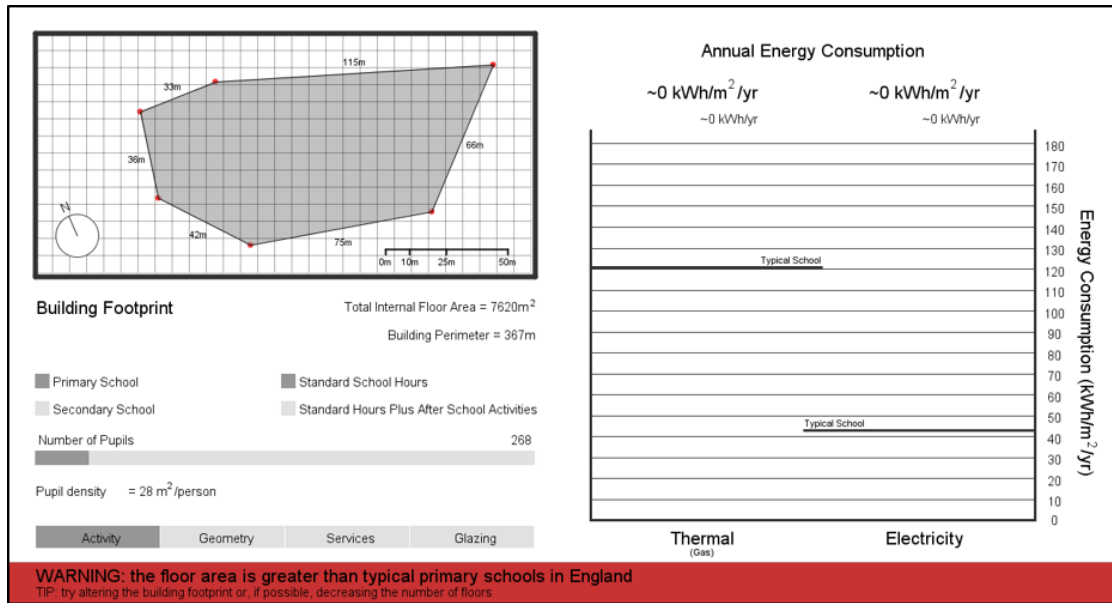 115m
33m
36m
66m
N
42m
75m
0m 10m 25m 50m
Building Footprint
Total Internal Floor Area = 7620m²
Building Perimeter = 367m
Primary School
Standard School Hours
Secondary School
Standard Hours Plus After School Activities
Number of Pupils 268
Pupil density = 28 m²/person
Activity Geometry Services Glazing
Annual Energy Consumption
~0 kWh/m²/yr ~0 kWh/m²/yr
~0 kWh/yr ~0 kWh/yr
180
170
160
150
140
130
Typical School
120
110
100
90
80
70
60
50
Typical School
40
30
20
10
0
Energy Consumption (kWh/m²/yr)
Thermal Electricity
(Gas)
WARNING: the floor area is greater than typical primary schools in England
TIP: try altering the building footprint or, if possible, decreasing the number of floors